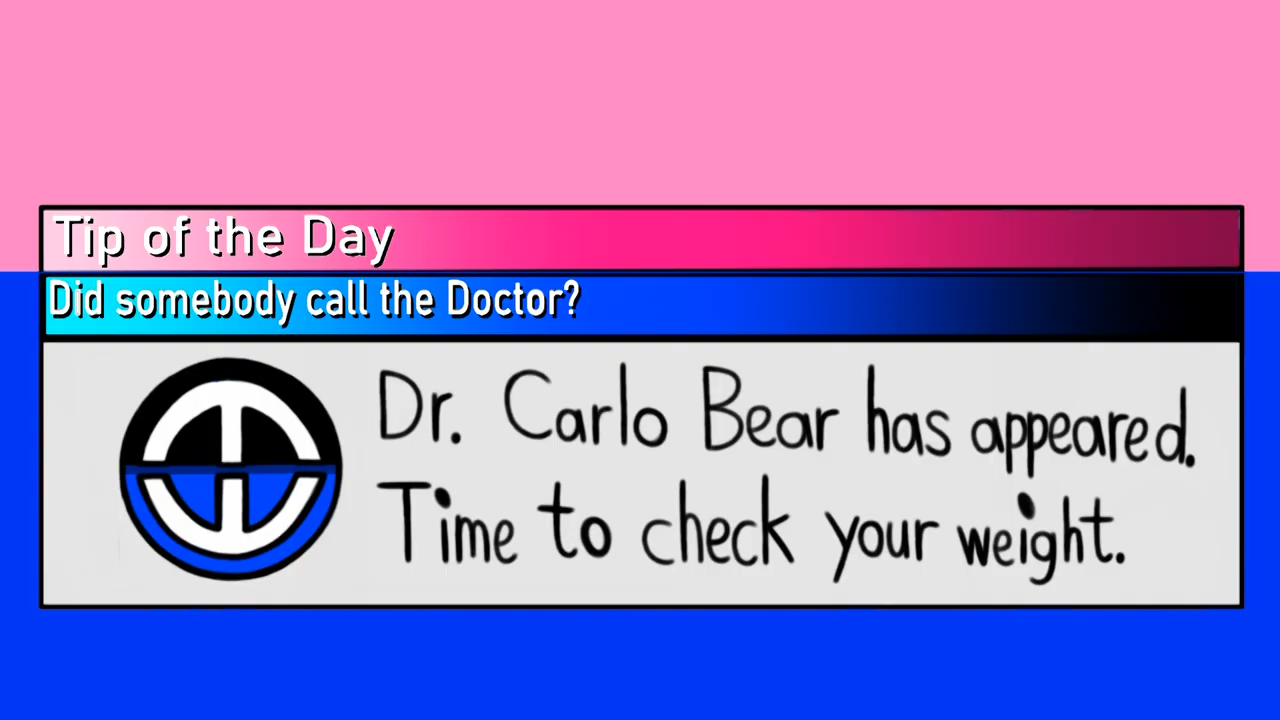 Tip of the Day
Did somebody call the Doctor?
Dr. Carlo Bear has appeared.
Time to check your weight.